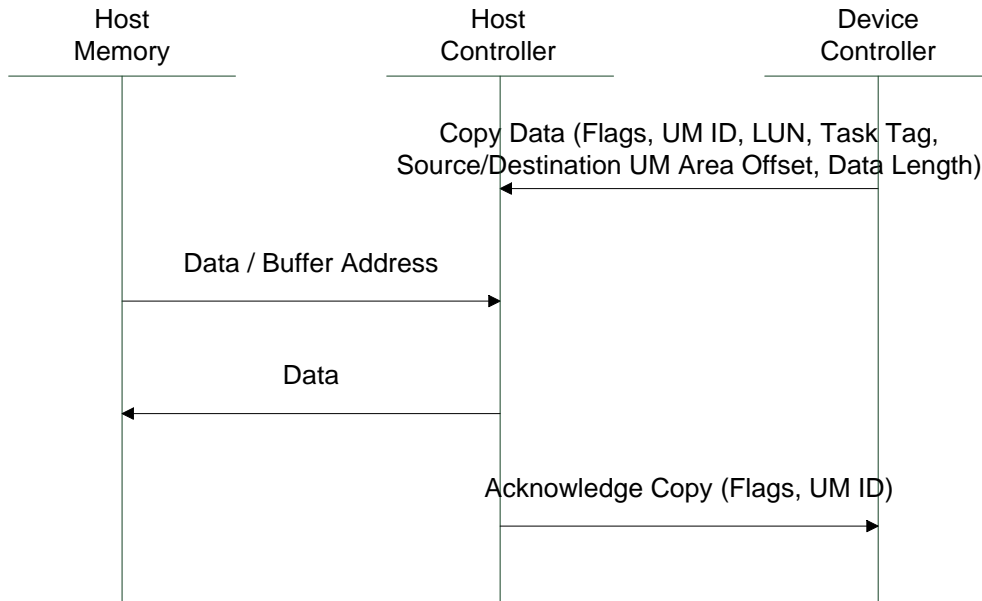 Host
Memory
Host
Controller
Device
Controller
Copy Data (Flags, UM ID, LUN, Task Tag,
Source/Destination UM Area Offset, Data Length)
Data / Buffer Address
Data
Acknowledge Copy (Flags, UM ID)